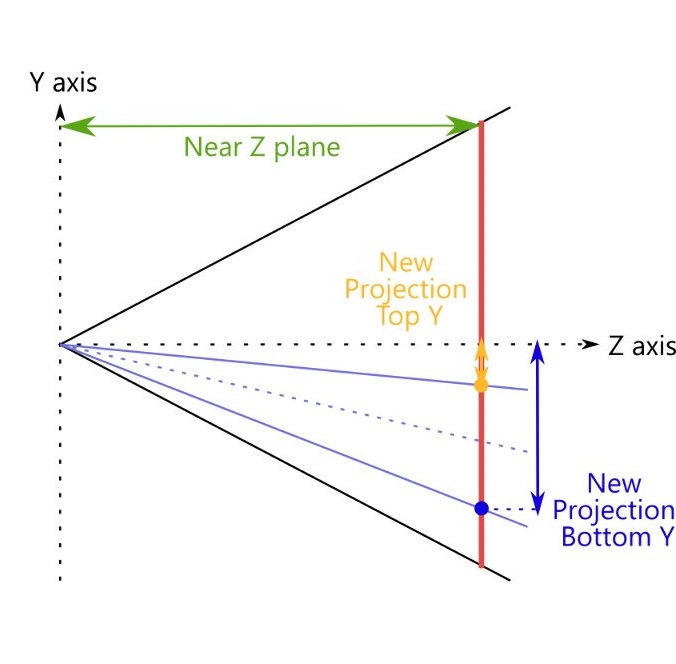 Y axis
Near Z plane
New
Projection
Top Y
Z axis
New
Projection
Bottom Y